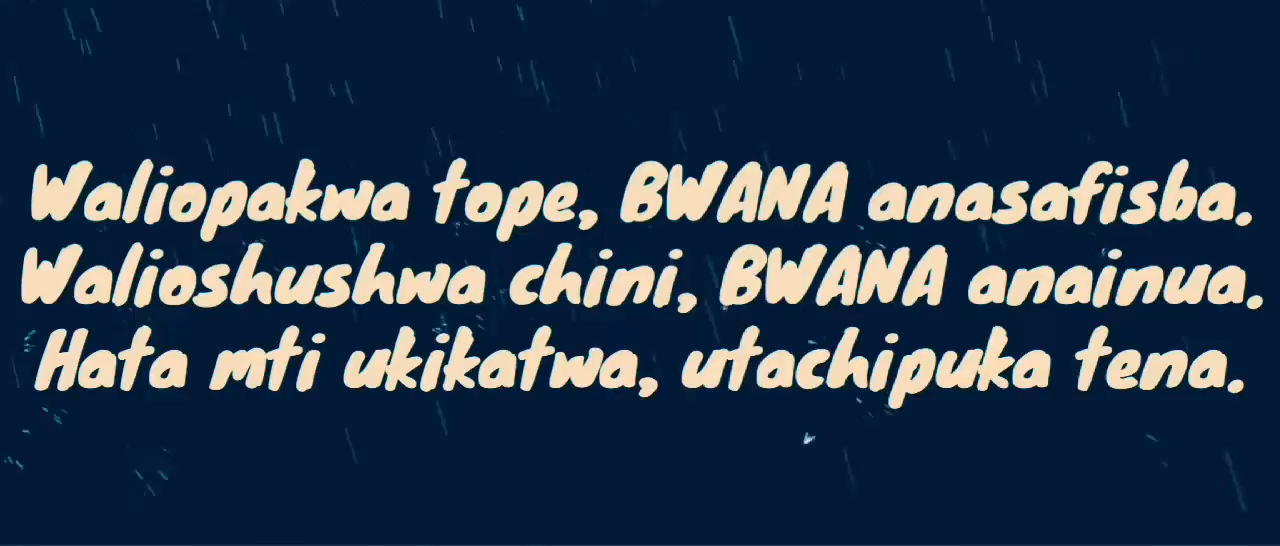 Waliopakwa tope, BWANA anasafisba.
Walioshushwa chini, BWANA anainua.
Hata mti ukikatwa, utachipuka tena.